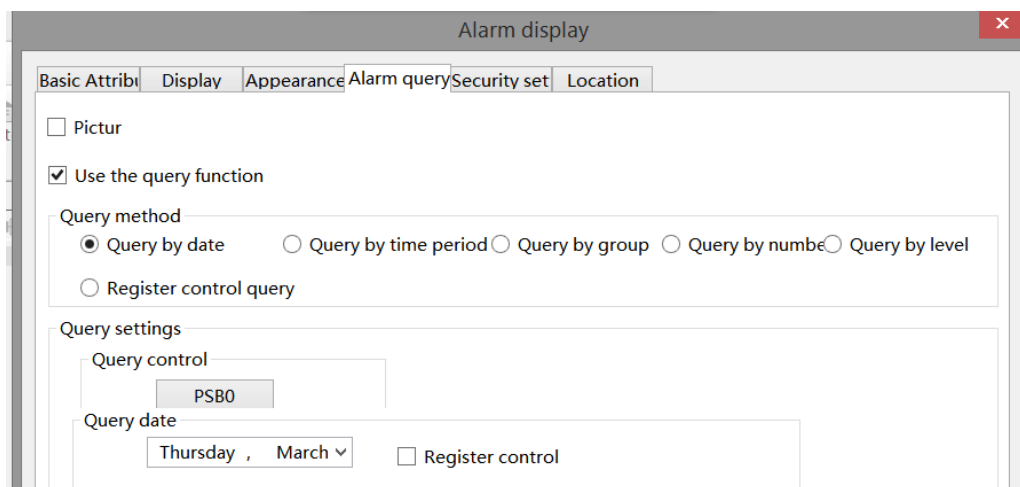 Alarm display
Basic Attribu Display Appearance Alarm query Security set Location
Pictur
Use the query function
Query method
Query by date Query by time period Query by group Query by numbe Query by level
Register control query
Query settings
Query control
PSB0
Query date
Thursday , March Register control